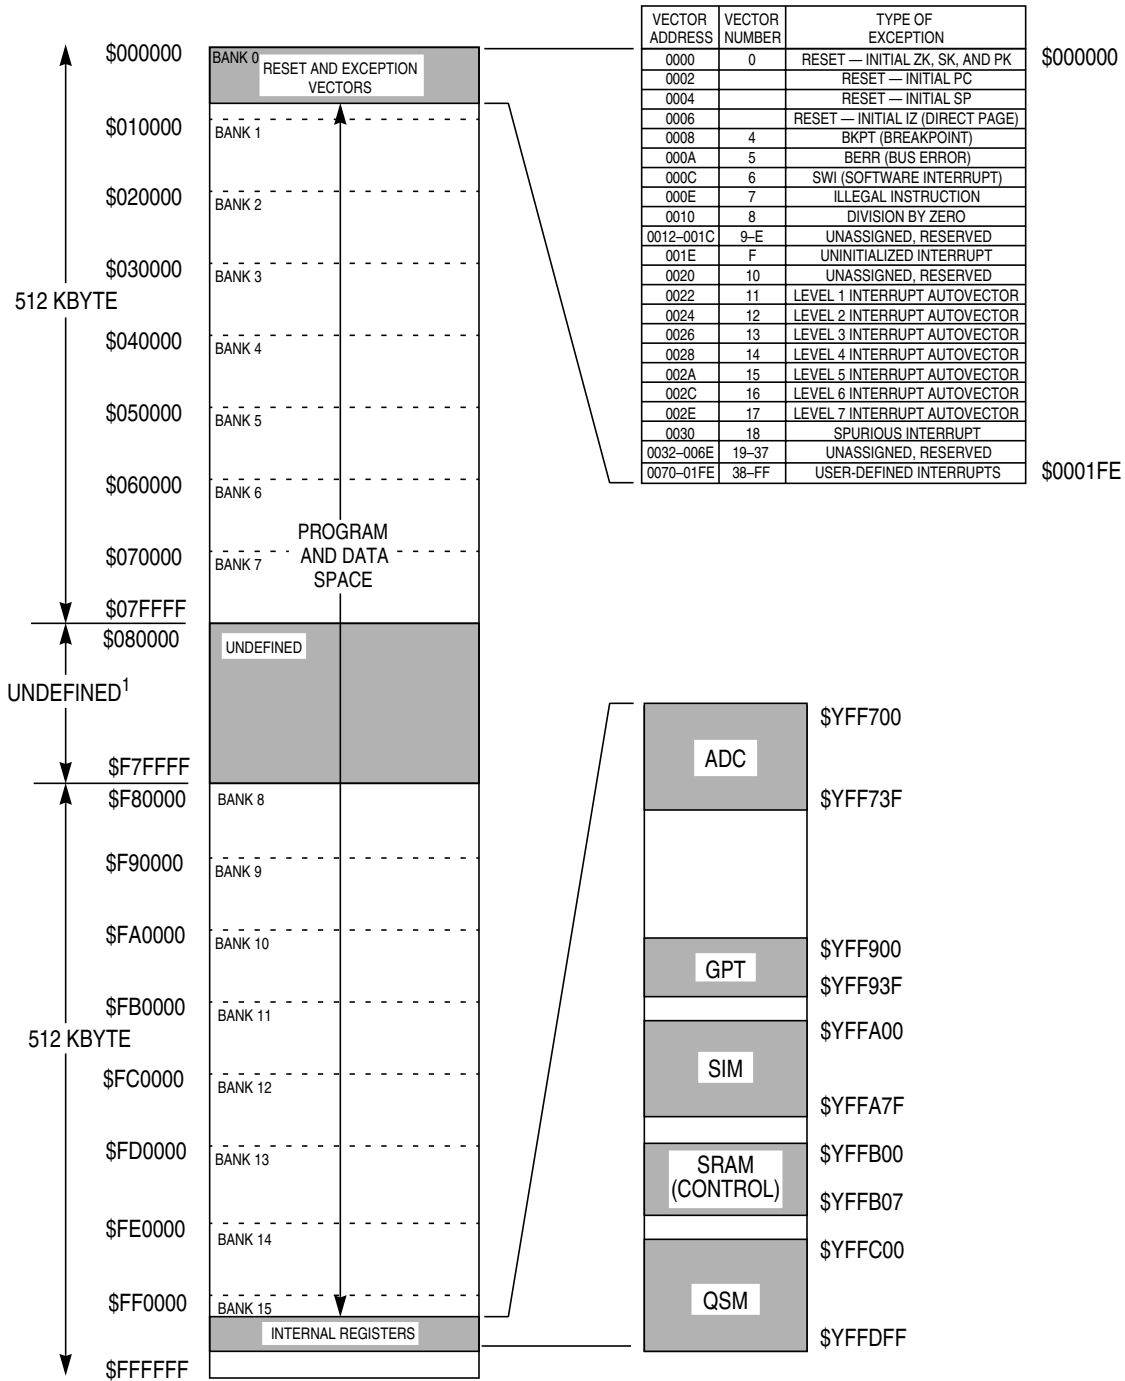 VECTOR ADDRESS VECTOR NUMBER TYPE OF EXCEPTION
0000 0 RESET — INITIAL ZK, SK, AND PK
0002 RESET — INITIAL PC
0004 RESET — INITIAL SP
0006 RESET — INITIAL IZ (DIRECT PAGE)
0008 4 BKPT (BREAKPOINT)
000A 5 BERR (BUS ERROR)
000C 6 SWI (SOFTWARE INTERRUPT)
000E 7 ILLEGAL INSTRUCTION
0010 8 DIVISION BY ZERO
0012–001C 9–E UNASSIGNED, RESERVED
001E F UNINITIALIZED INTERRUPT
0020 10 UNASSIGNED, RESERVED
0022 11 LEVEL 1 INTERRUPT AUTOVECTOR
0024 12 LEVEL 2 INTERRUPT AUTOVECTOR
0026 13 LEVEL 3 INTERRUPT AUTOVECTOR
0028 14 LEVEL 4 INTERRUPT AUTOVECTOR
002A 15 LEVEL 5 INTERRUPT AUTOVECTOR
002C 16 LEVEL 6 INTERRUPT AUTOVECTOR
002E 17 LEVEL 7 INTERRUPT AUTOVECTOR
0030 18 SPURIOUS INTERRUPT
0032–006E 19–37 UNASSIGNED, RESERVED
0070–01FE 38–FF USER-DEFINED INTERRUPTS
$000000
$0001FE
$000000
BANK 0
RESET AND EXCEPTION
VECTORS
$010000
BANK 1
$020000
BANK 2
$030000
BANK 3
512 KBYTE
$040000
BANK 4
$050000
BANK 5
$060000
BANK 6
PROGRAM
AND DATA
SPACE
$070000
BANK 7
$07FFFF
$080000
UNDEFINED
UNDEFINED1
$F7FFFF
$F80000
BANK 8
$F90000
BANK 9
$FA0000
BANK 10
$FB0000
BANK 11
512 KBYTE
$FC0000
BANK 12
$FD0000
BANK 13
$FE0000
BANK 14
$FF0000
BANK 15
INTERNAL REGISTERS
$FFFFFF
$YFF700
ADC
$YFF73F
$YFF900
GPT
$YFF93F
$YFFA00
SIM
$YFFA7F
$YFFB00
SRAM
(CONTROL)
$YFFB07
$YFFC00
QSM
$YFFDFF